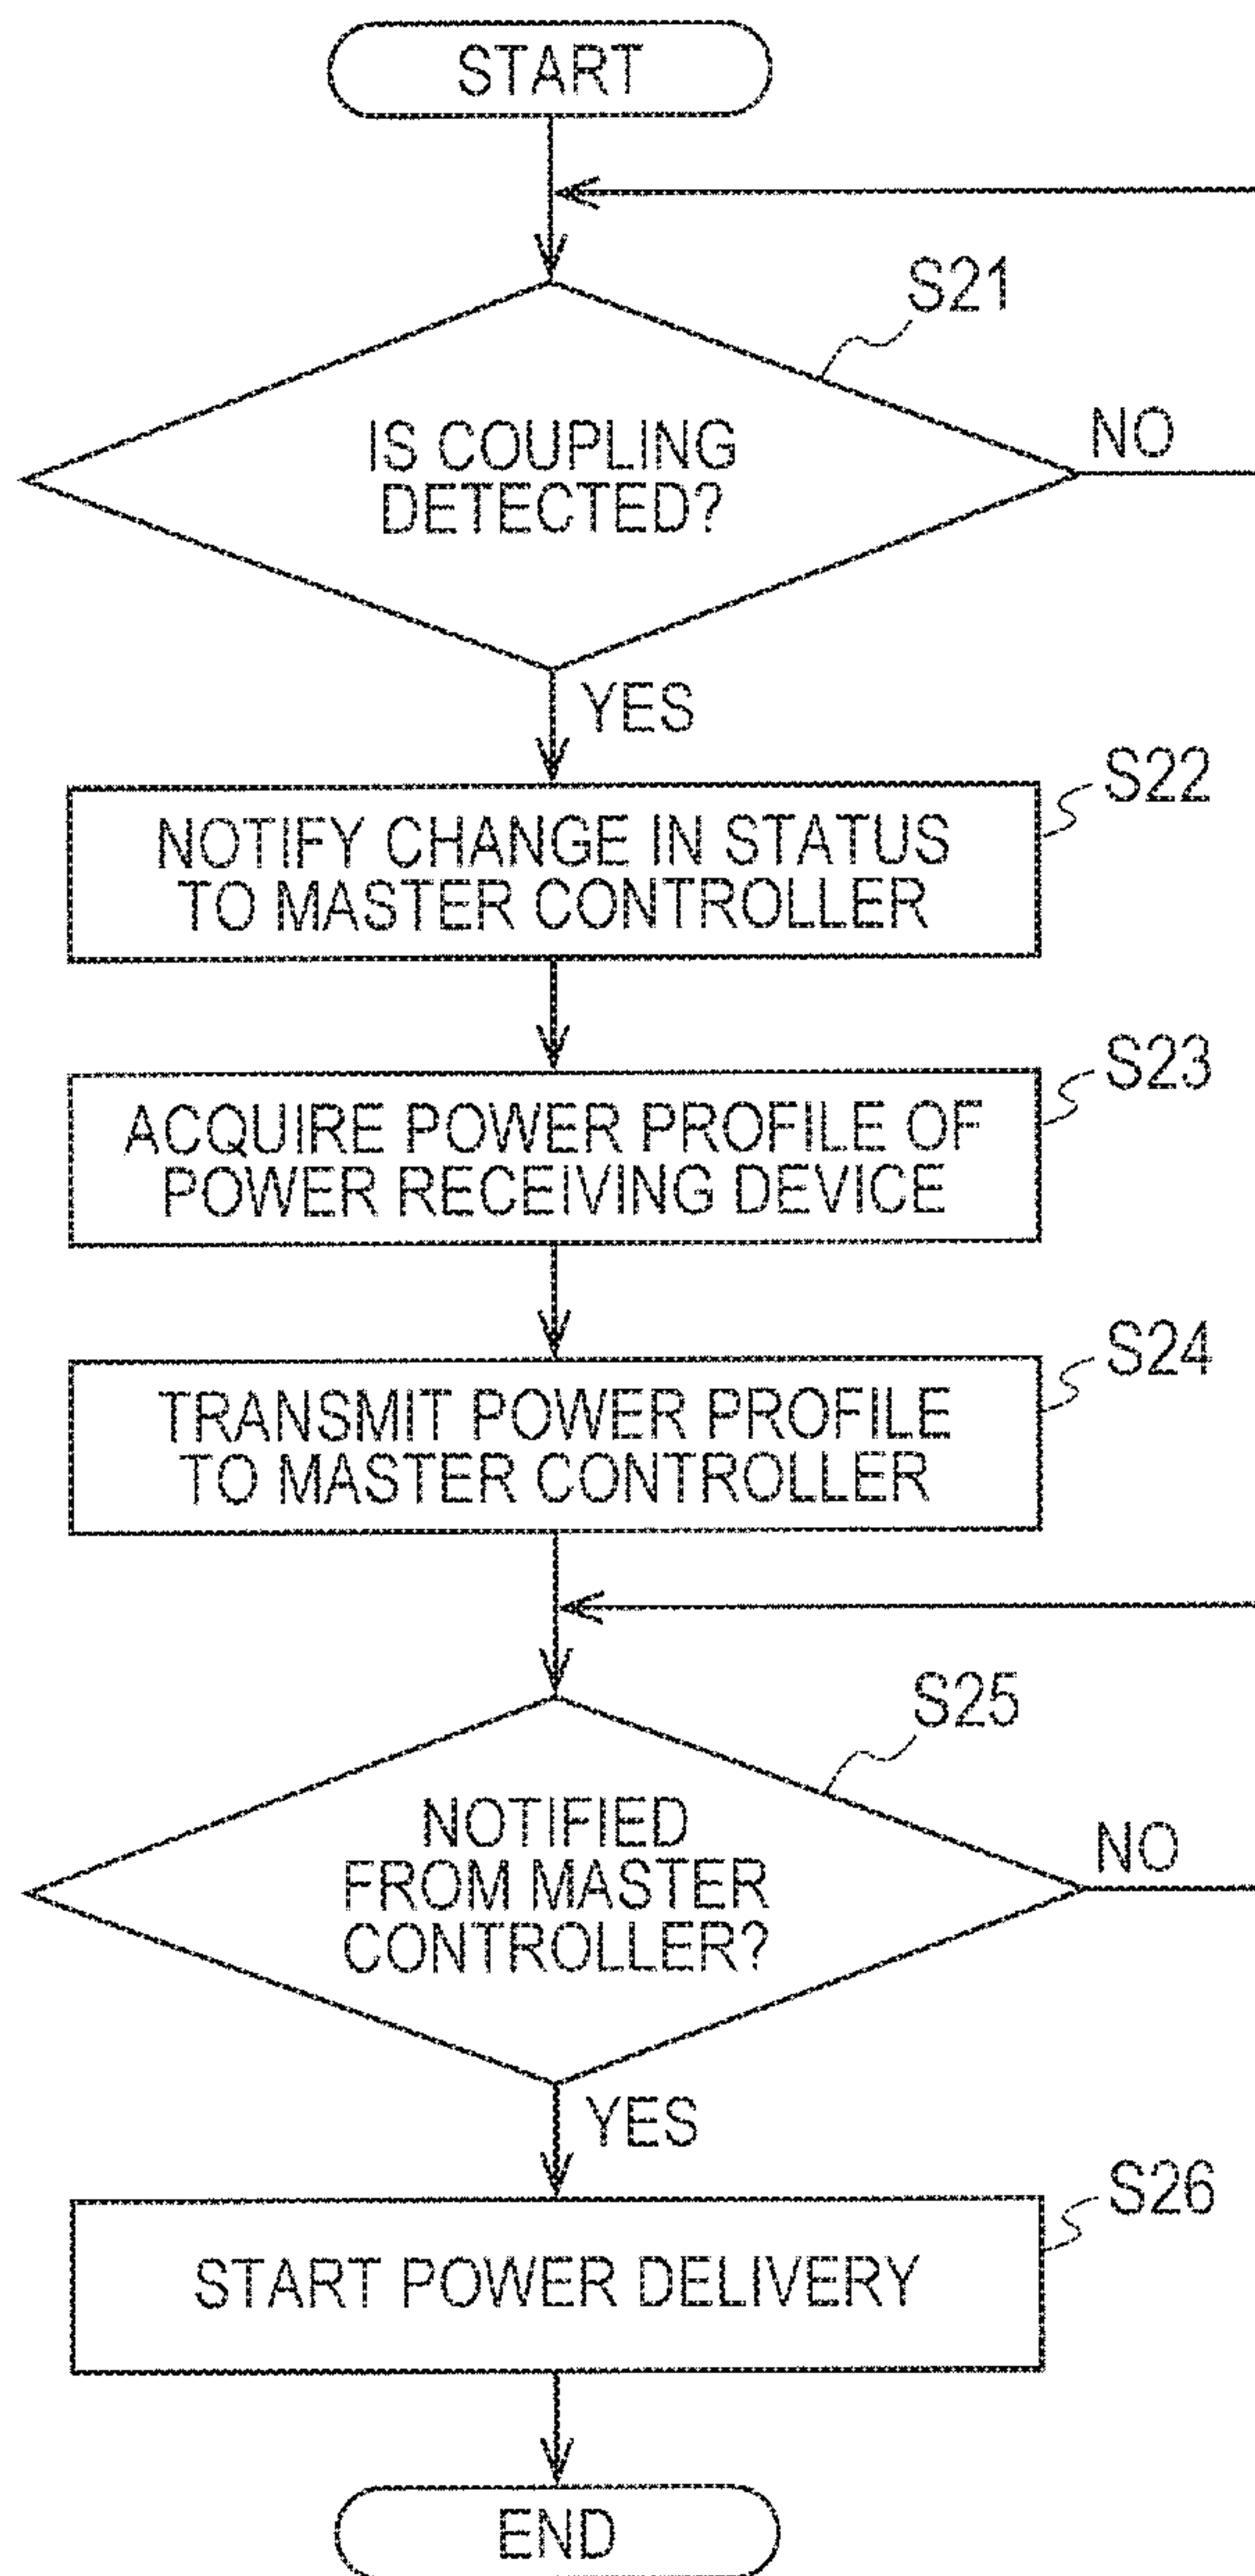 START
S21
IS COUPLING
DETECTED?
NO
YES
S22
NOTIFY CHANGE IN STATUS
TO MASTER CONTROLLER
S23
ACQUIRE POWER PROFILE OF
POWER RECEIVING DEVICE
S24
TRANSMIT POWER PROFILE
TO MASTER CONTROLLER
S25
NOTIFIED
FROM MASTER
CONTROLLER?
NO
YES
S26
START POWER DELIVERY
END